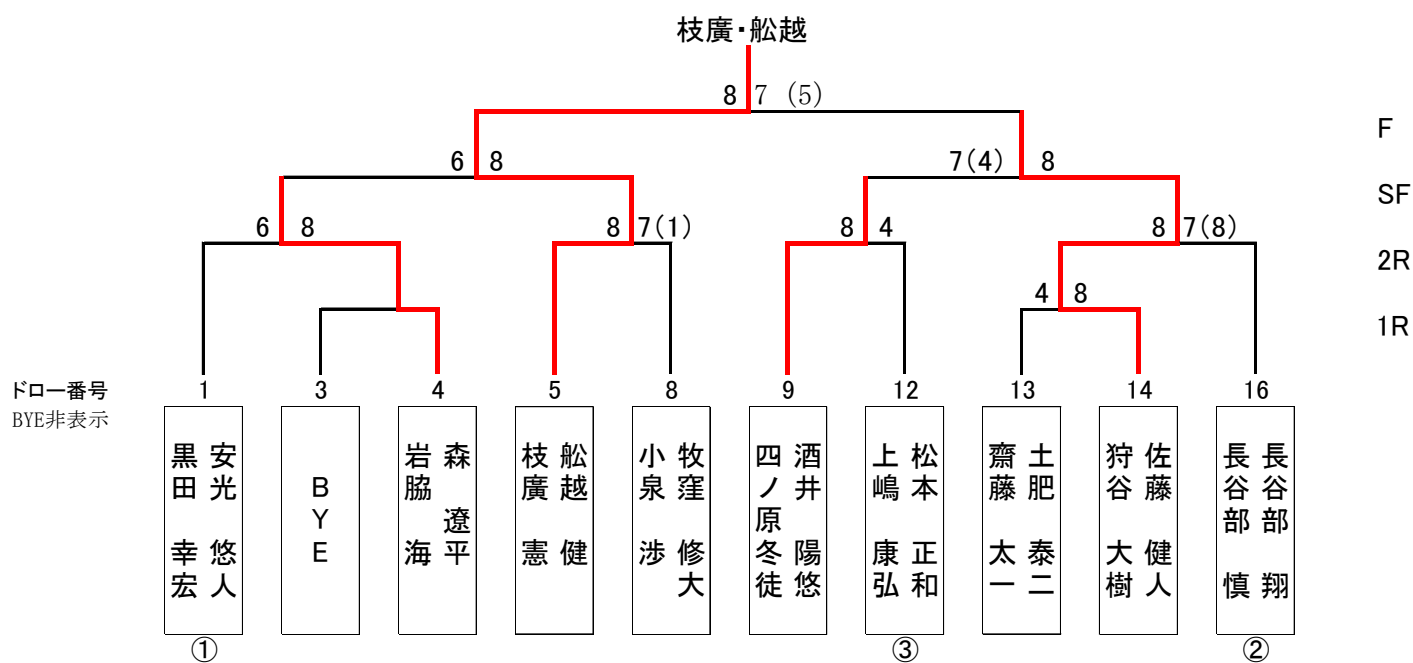 枝廣・舩越
8 7 (5)
F
6 8 7(4) 8
SF
6 8 8 7(1) 8 4 8 7(8)
2R
4 8
1R
ドロー番号 1 3 4 5 8 9 12 13 14 16
BYE非表示
黒田 幸宏
安光 悠人
BYE
岩脇 海
森 遼平
枝廣 憲
舩越 健
小泉 渉
牧窪 修大
四ノ原冬徒
酒井 陽悠
上嶋 康弘
松本 正和
齋藤 太一
土肥 泰二
狩谷 大樹
佐藤 健人
長谷部 慎
長谷部 翔
① ③ ②